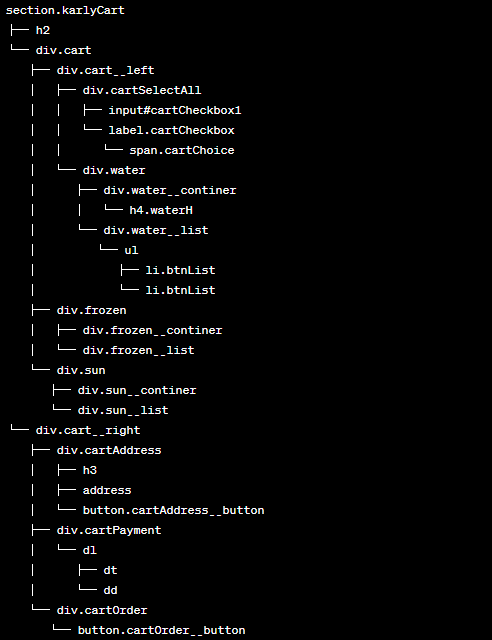 section.karlyCart
├── h2
└── div.cart
    ├── div.cart__left
    │   ├── div.cartSelectAll
    │   │   ├── input#cartCheckbox1
    │   │   └── label.cartCheckbox
    │   │       └── span.cartChoice
    │   └── div.water
    │       ├── div.water__continer
    │       │   └── h4.waterH
    │       └── div.water__list
    │           └── ul
    │               ├── li.btnList
    │               └── li.btnList
    ├── div.frozen
    │   ├── div.frozen__continer
    │   └── div.frozen__list
    └── div.sun
        ├── div.sun__continer
        └── div.sun__list
└── div.cart__right
    ├── div.cartAddress
    │   ├── h3
    │   ├── address
    │   └── button.cartAddress__button
    ├── div.cartPayment
    │   └── dl
    │       ├── dt
    │       └── dd
    └── div.cartOrder
        └── button.cartOrder__button